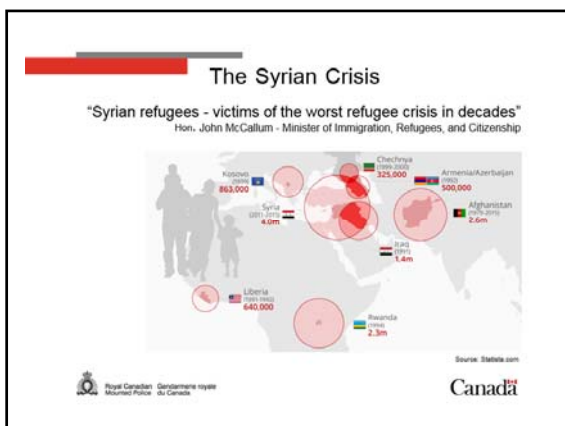 The Syrian Crisis
"Syrian refugees - victims of the worst refugee crisis in decades"
Hon. John McCallum - Minister of Immigration, Refugees, and Citizenship
Chechnya
(1999-2000)
325,000
Kosovo
(1999)
863,000
Armenia/Azerbaijan
(1992)
500,000
Syria
(2011-2015)
4.0m
Afghanistan
(1979-2015)
2.6m
Iraq
(1991)
1.4m
Liberia
640,000
Rwanda
(1994)
2.3m
Source: Statista.com
Royal Canadian Gendarmerie royale
Mounted Police du Canada
Canada